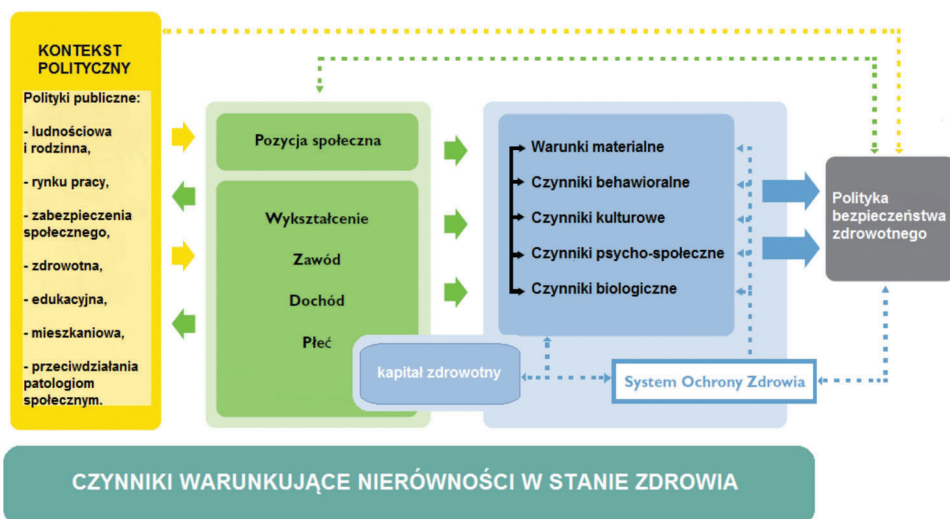 KONTEKST
POLITYCZNY
Polityki publiczne:
- ludnościowa
i rodzinna,
- rynku pracy,
- zabezpieczenia
społecznego,
- zdrowotna,
- edukacyjna,
- mieszkaniowa,
- przeciwdziałania
patologiom
społecznym.
Pozycja społeczna
Wykształcenie
Zawód
Dochód
Płeć
kapitał zdrowotny
Warunki materialne
Czynniki behawioralne
Czynniki kulturowe
Czynniki psycho-społeczne
Czynniki biologiczne
System Ochrony Zdrowia
Polityka
bezpieczeństwa
zdrowotnego
CZYNNIKI WARUNKUJĄCE NIERÓWNOŚCI W STANIE ZDROWIA